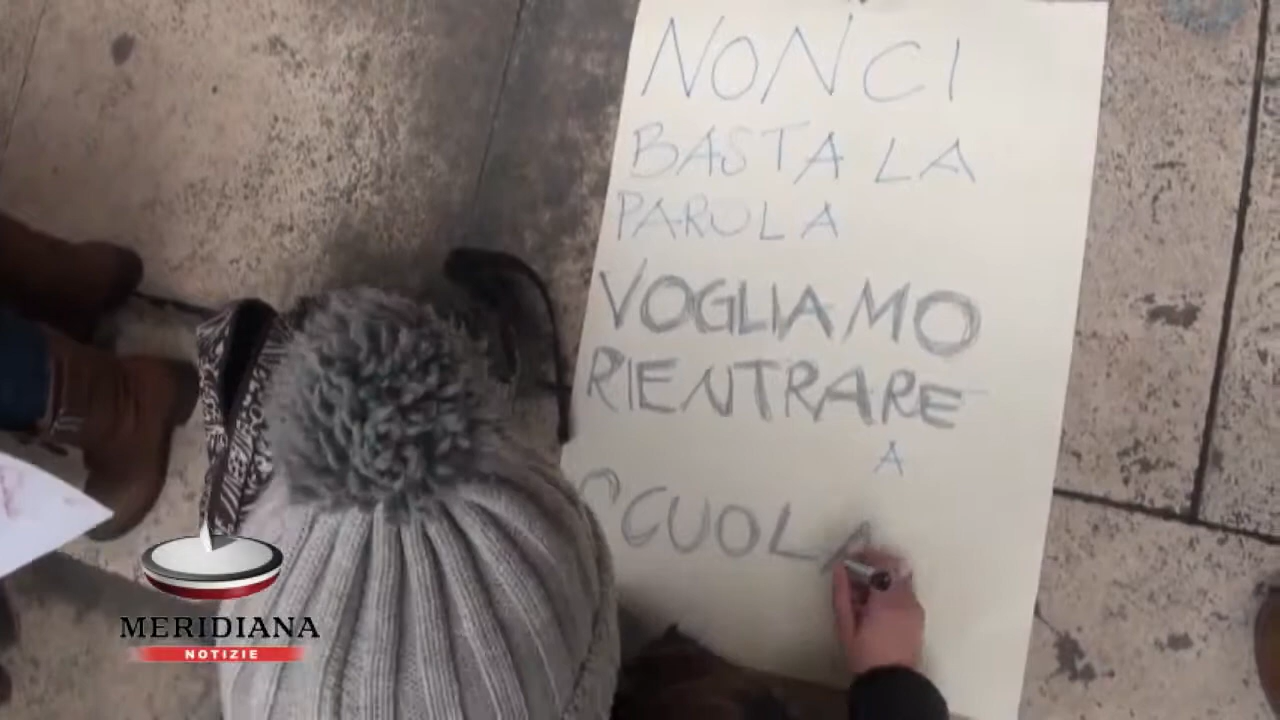 NON CI
BASTA LA
PAROLA
VOGLIAMO
RIENTRARE
A
SCUOLA
MERIDIANA
NOTIZIE